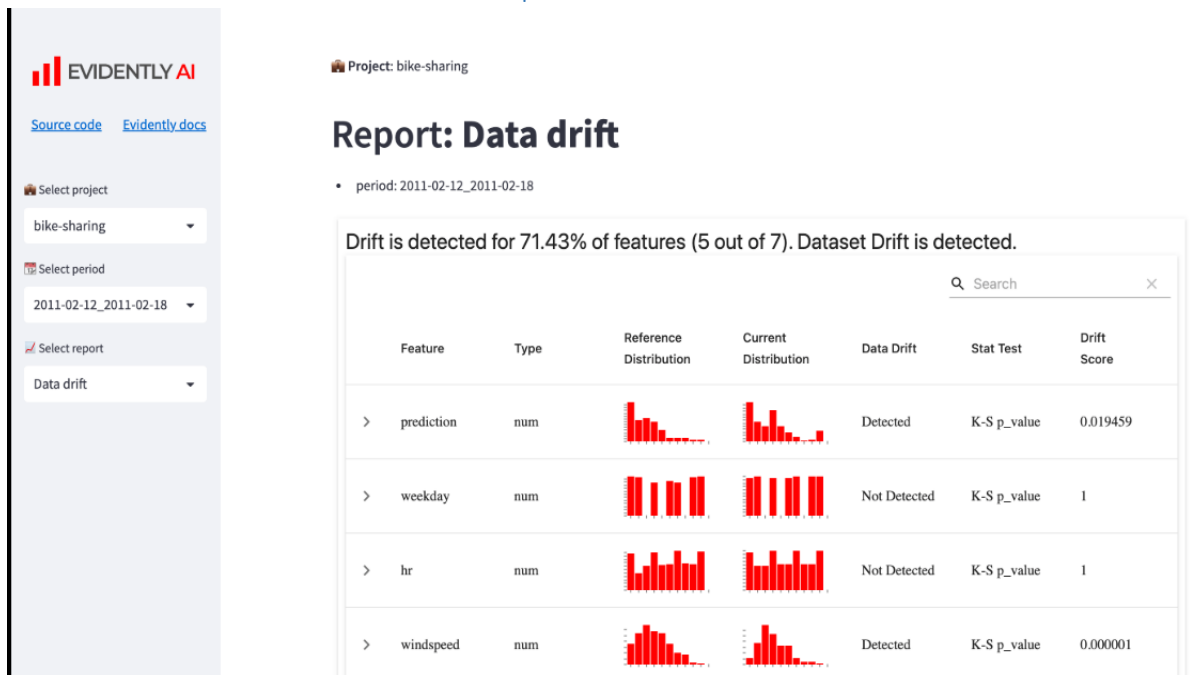 EVIDENTLY AI
Source code Evidently docs
Select project
bike-sharing
Select period
2011-02-12_2011-02-18
Select report
Data drift
Project: bike-sharing
Report: Data drift
• period: 2011-02-12_2011-02-18
Drift is detected for 71.43% of features (5 out of 7). Dataset Drift is detected.
Search
Feature Type Reference Distribution Current Distribution Data Drift Stat Test Drift Score
prediction num Detected K-S p_value 0.019459
weekday num Not Detected K-S p_value 1
hr num Not Detected K-S p_value 1
windspeed num Detected K-S p_value 0.000001